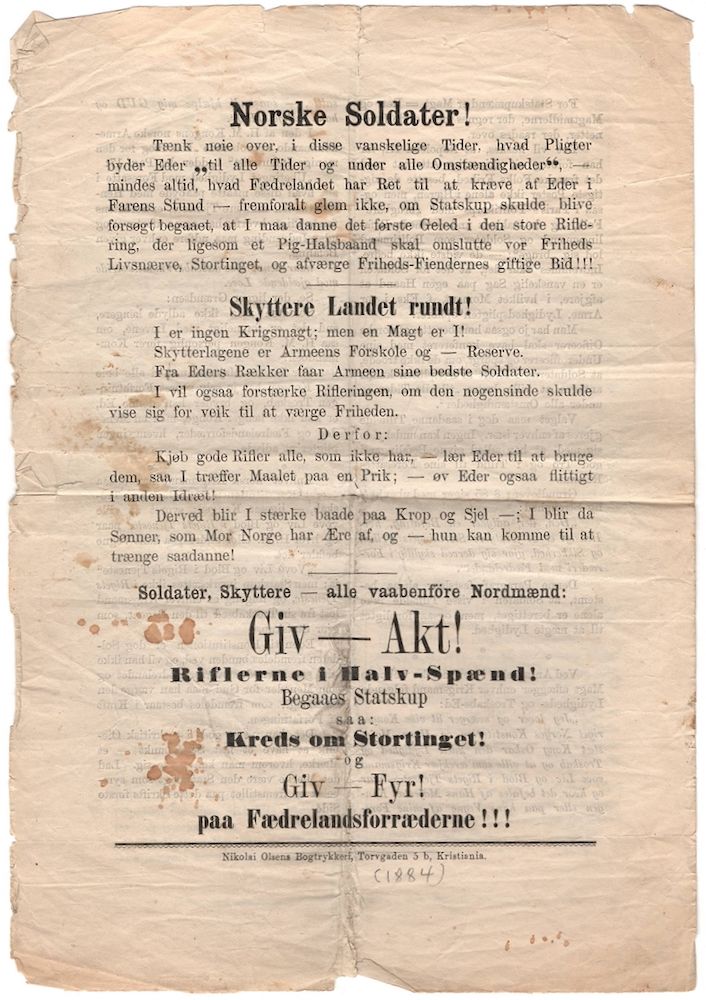 Norske Soldater!
Tænk nøie over, i disse vanskelige Tider, hvad Pligter
byder Eder „til alle Tider og under alle Omstændigheder“, —
mindes altid, hvad Fædrelandet har Ret til at kræve af Eder i
Farens Stund — fremforalt glem ikke, om Statskup skulde blive
forsøgt begaaet, at I maa danne det første Geled i den store Rifle-
ring, der ligesom et Pig-Halsbaand skal omslutte vor Friheds
Livsnærve, Stortinget, og afværge Friheds-Fiendernes giftige Bid!!!
Skyttere Landet rundt!
I er ingen Krigsmagt; men en Magt er I!
Skytterlagene er Armeens Forskole og — Reserve.
Fra Eders Rækker faar Armeen sine bedste Soldater.
I vil ogsaa forstærke Rifleringen, om den nogensinde skulde
vise sig for veik til at værge Friheden.
Derfor:
Kjøb gode Rifler alle, som ikke har, — lær Eder til at bruge
dem, saa I træffer Maalet paa en Prik; — øv Eder ogsaa flittigt
i anden Idræt!
Derved blir I stærke baade paa Krop og Sjel —; I blir da
Sønner, som Mor Norge har Ære af, og — hun kan komme til at
trænge saadanne!
Soldater, Skyttere — alle vaabenföre Nordmænd:
Giv — Akt!
Riflerne i Halv-Spænd!
Begaaes Statskup
saa:
Kreds om Stortinget!
og
Giv — Fyr!
paa Fædrelandsforræderne!!!
Nikolai Olsens Bogtrykkeri, Torvgaden 5 b, Kristiania.
(1884)